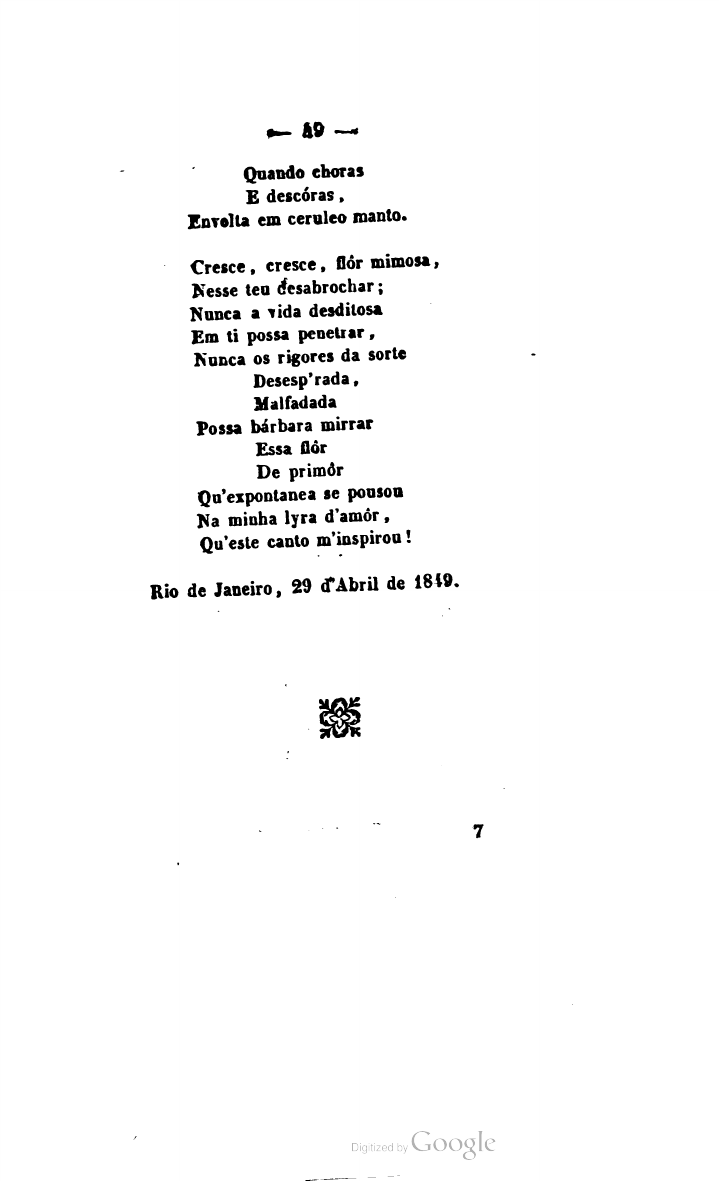 — 49 —
Quando choras
E descóras,
Envolta em ceruleo manto.
Cresce, cresce, flôr mimosa,
Nesse teu desabrochar;
Nunca a vida desditosa
Em ti possa penetrar,
Nunca os rigores da sorte
Desesp'rada,
Malfadada
Possa bárbara mirrar
Essa flôr
De primôr
Qu'expontanea se pousou
Na minha lyra d'amôr,
Qu'este canto m'inspirou!
Rio de Janeiro, 29 d'Abril de 1849.
7
Digitized by Google